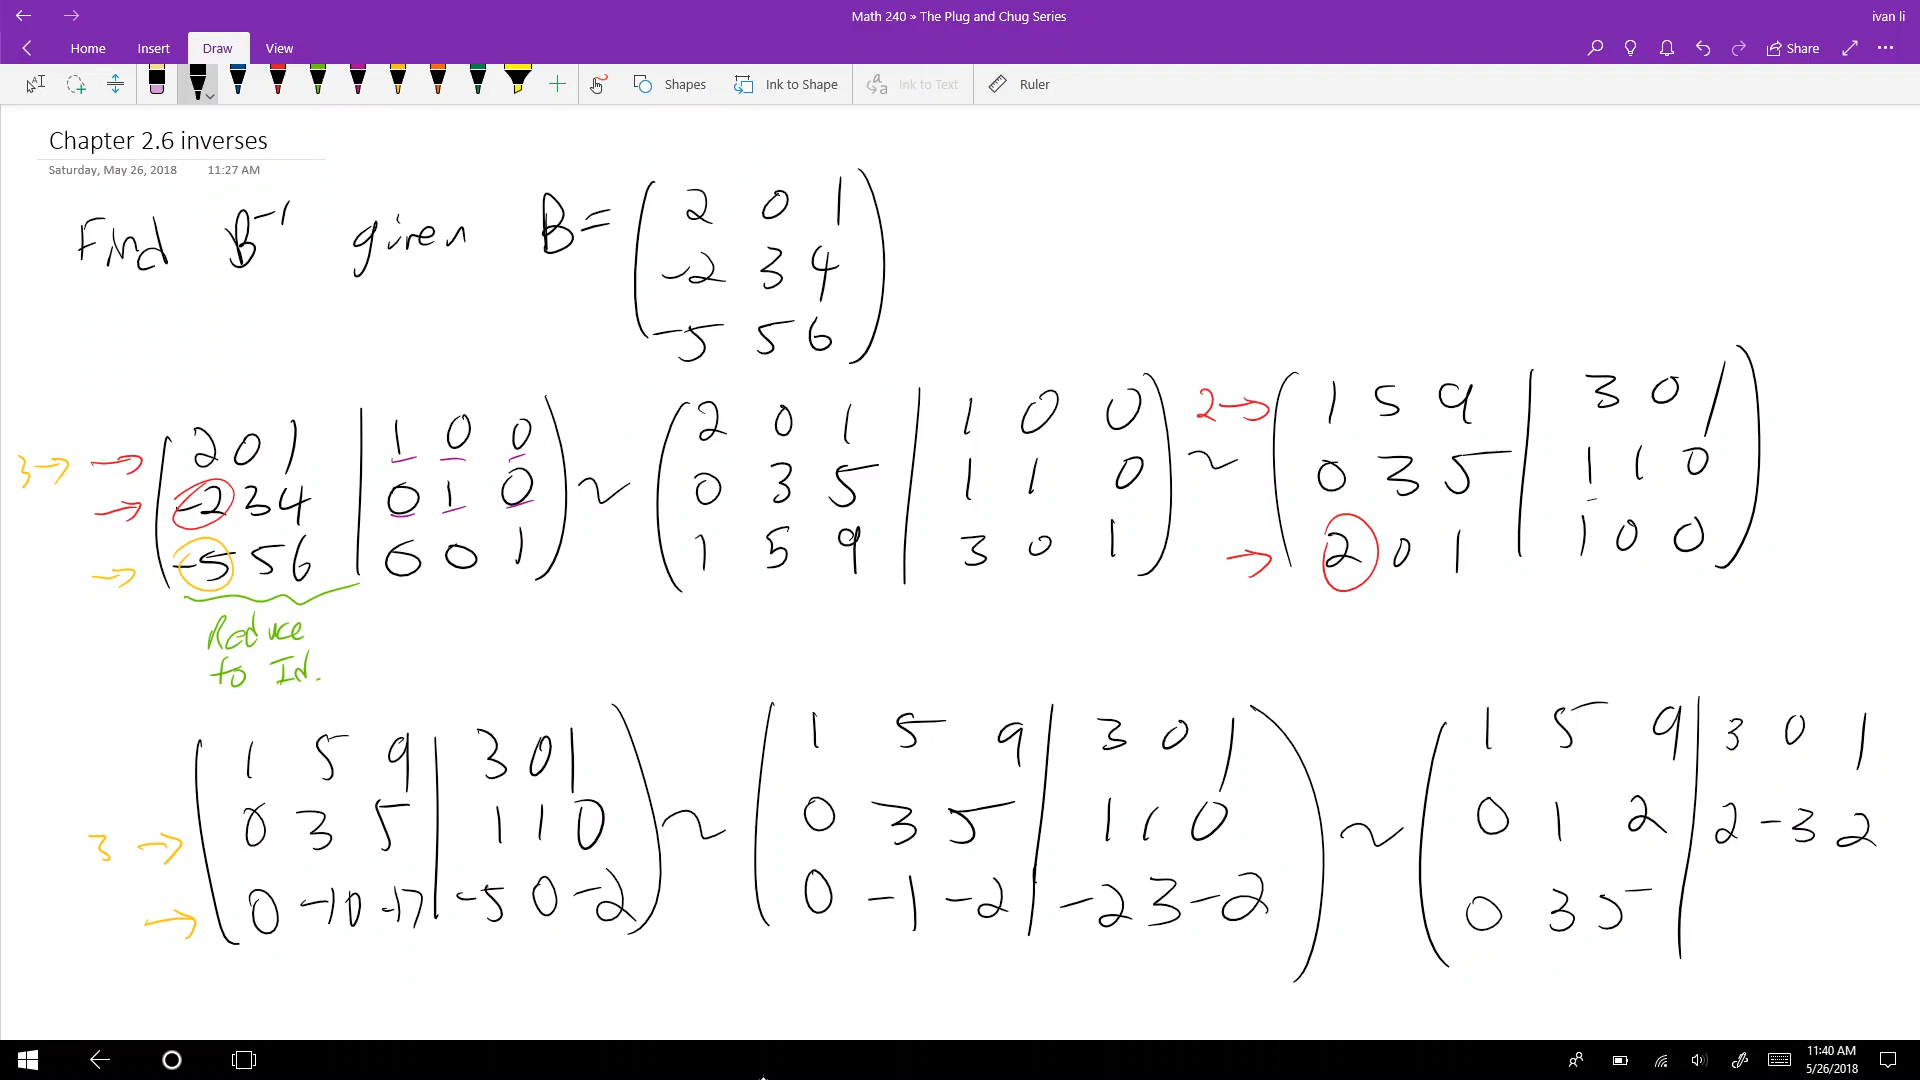 Math 240 » The Plug and Chug Series
ivan li
Home Insert Draw View
Share
Shapes Ink to Shape Ink to Text Ruler
Chapter 2.6 inverses
Saturday, May 26, 2018 11:27 AM
Find B⁻¹ given B= ( 2 0 1
-2 3 4
-5 5 6 )
3→ → ( 2 0 1 | 1 0 0
→ -2 3 4 | 0 1 0
→ -5 5 6 | 0 0 1 )
~ ( 2 0 1 | 1 0 0
0 3 5 | 1 1 0
1 5 9 | 3 0 1 )
~ 2→ ( 1 5 9 | 3 0 1
0 3 5 | 1 1 0
→ 2 0 1 | 1 0 0 )
Reduce
to Id.
( 1 5 9 | 3 0 1
3 → 0 3 5 | 1 1 0
→ 0 -10 -17 | -5 0 -2 )
~ ( 1 5 9 | 3 0 1
0 3 5 | 1 1 0
0 -1 -2 | -2 3 -2 )
~ ( 1 5 9 | 3 0 1
0 1 2 | 2 -3 2
0 3 5 |
11:40 AM
5/26/2018